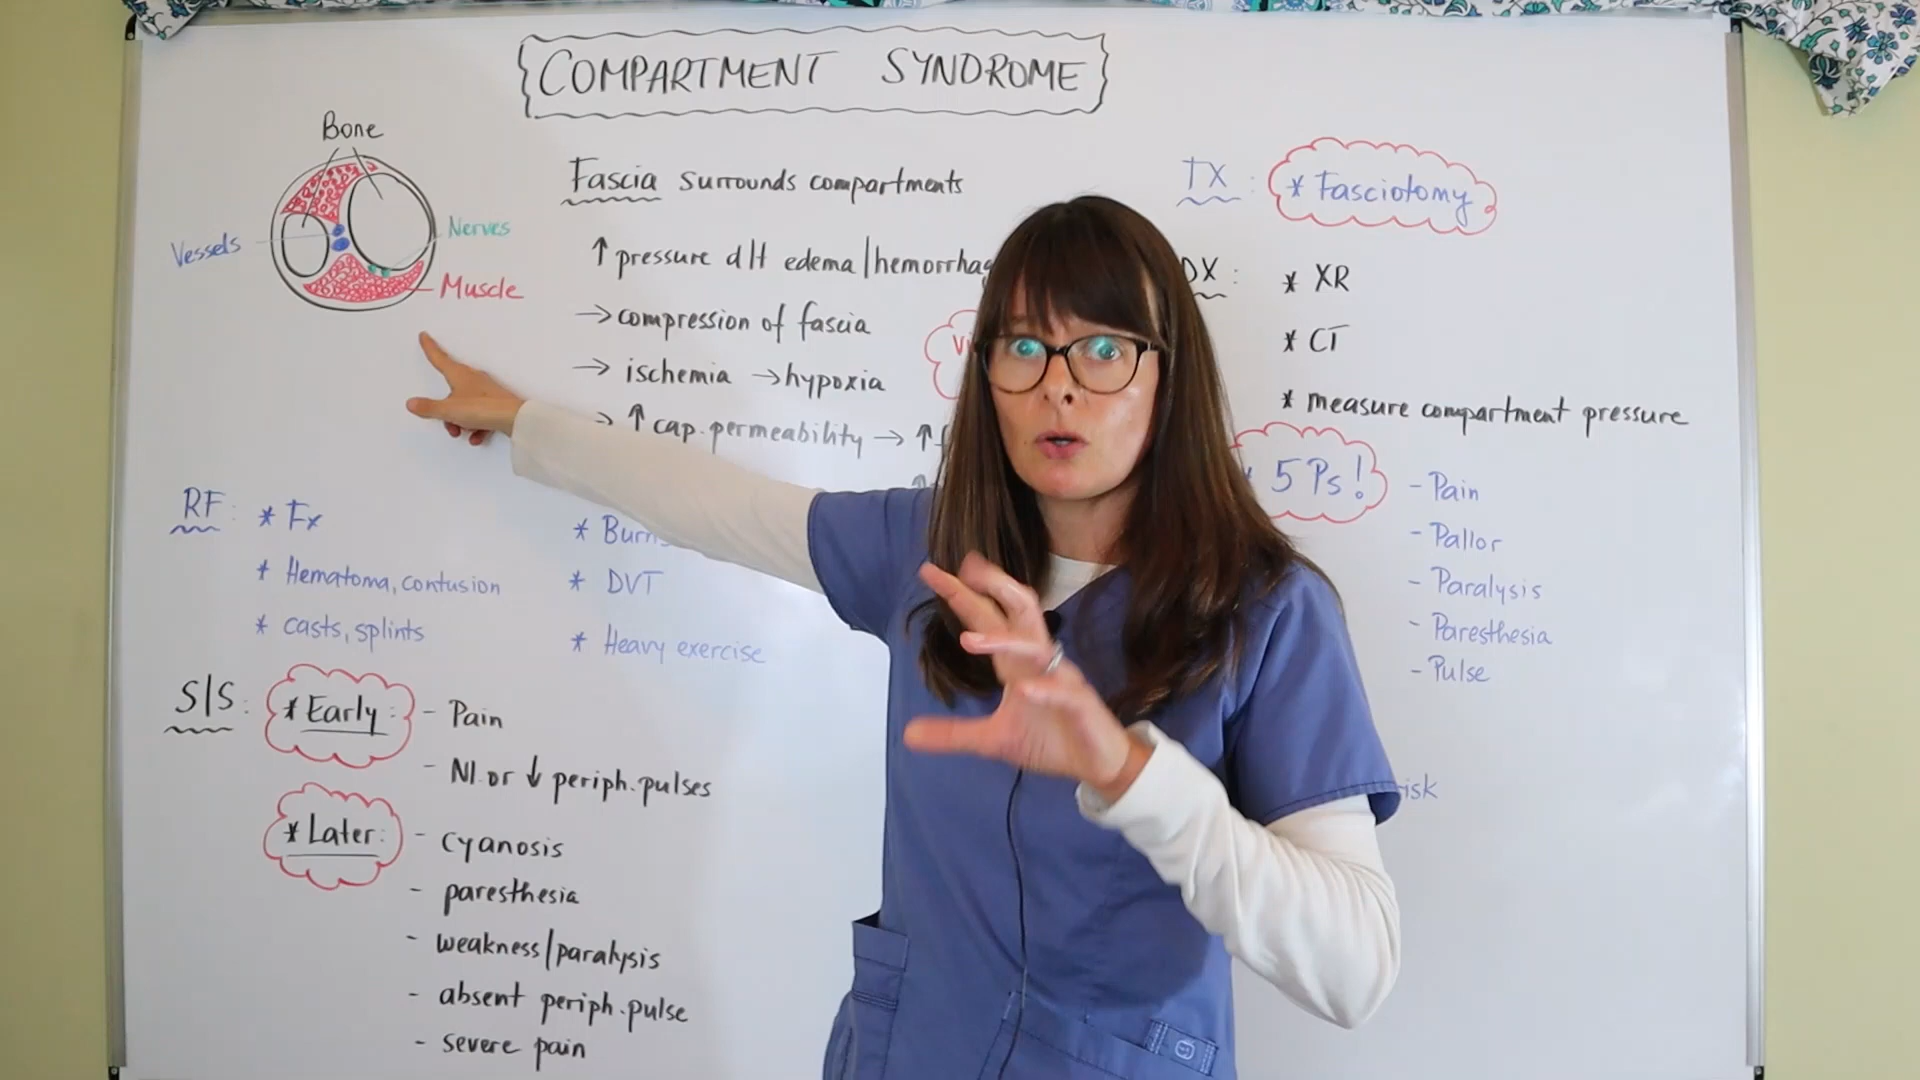 COMPARTMENT SYNDROME
Bone
Vessels
Nerves
Muscle
Fascia surrounds compartments
↑ pressure d/t edema/hemorrhag
→ compression of fascia
→ ischemia → hypoxia
→ ↑ cap. permeability → ↑
RF: * Fx
* Hematoma, contusion
* casts, splints
* Burns
* DVT
* Heavy exercise
S/S: * Early: - Pain
- Nl. or ↓ periph. pulses
* Later: - cyanosis
- paresthesia
- weakness/paralysis
- absent periph. pulse
- severe pain
TX: * Fasciotomy
DX: * XR
* CT
* measure compartment pressure
5 Ps!
- Pain
- Pallor
- Paralysis
- Paresthesia
- Pulse
isk